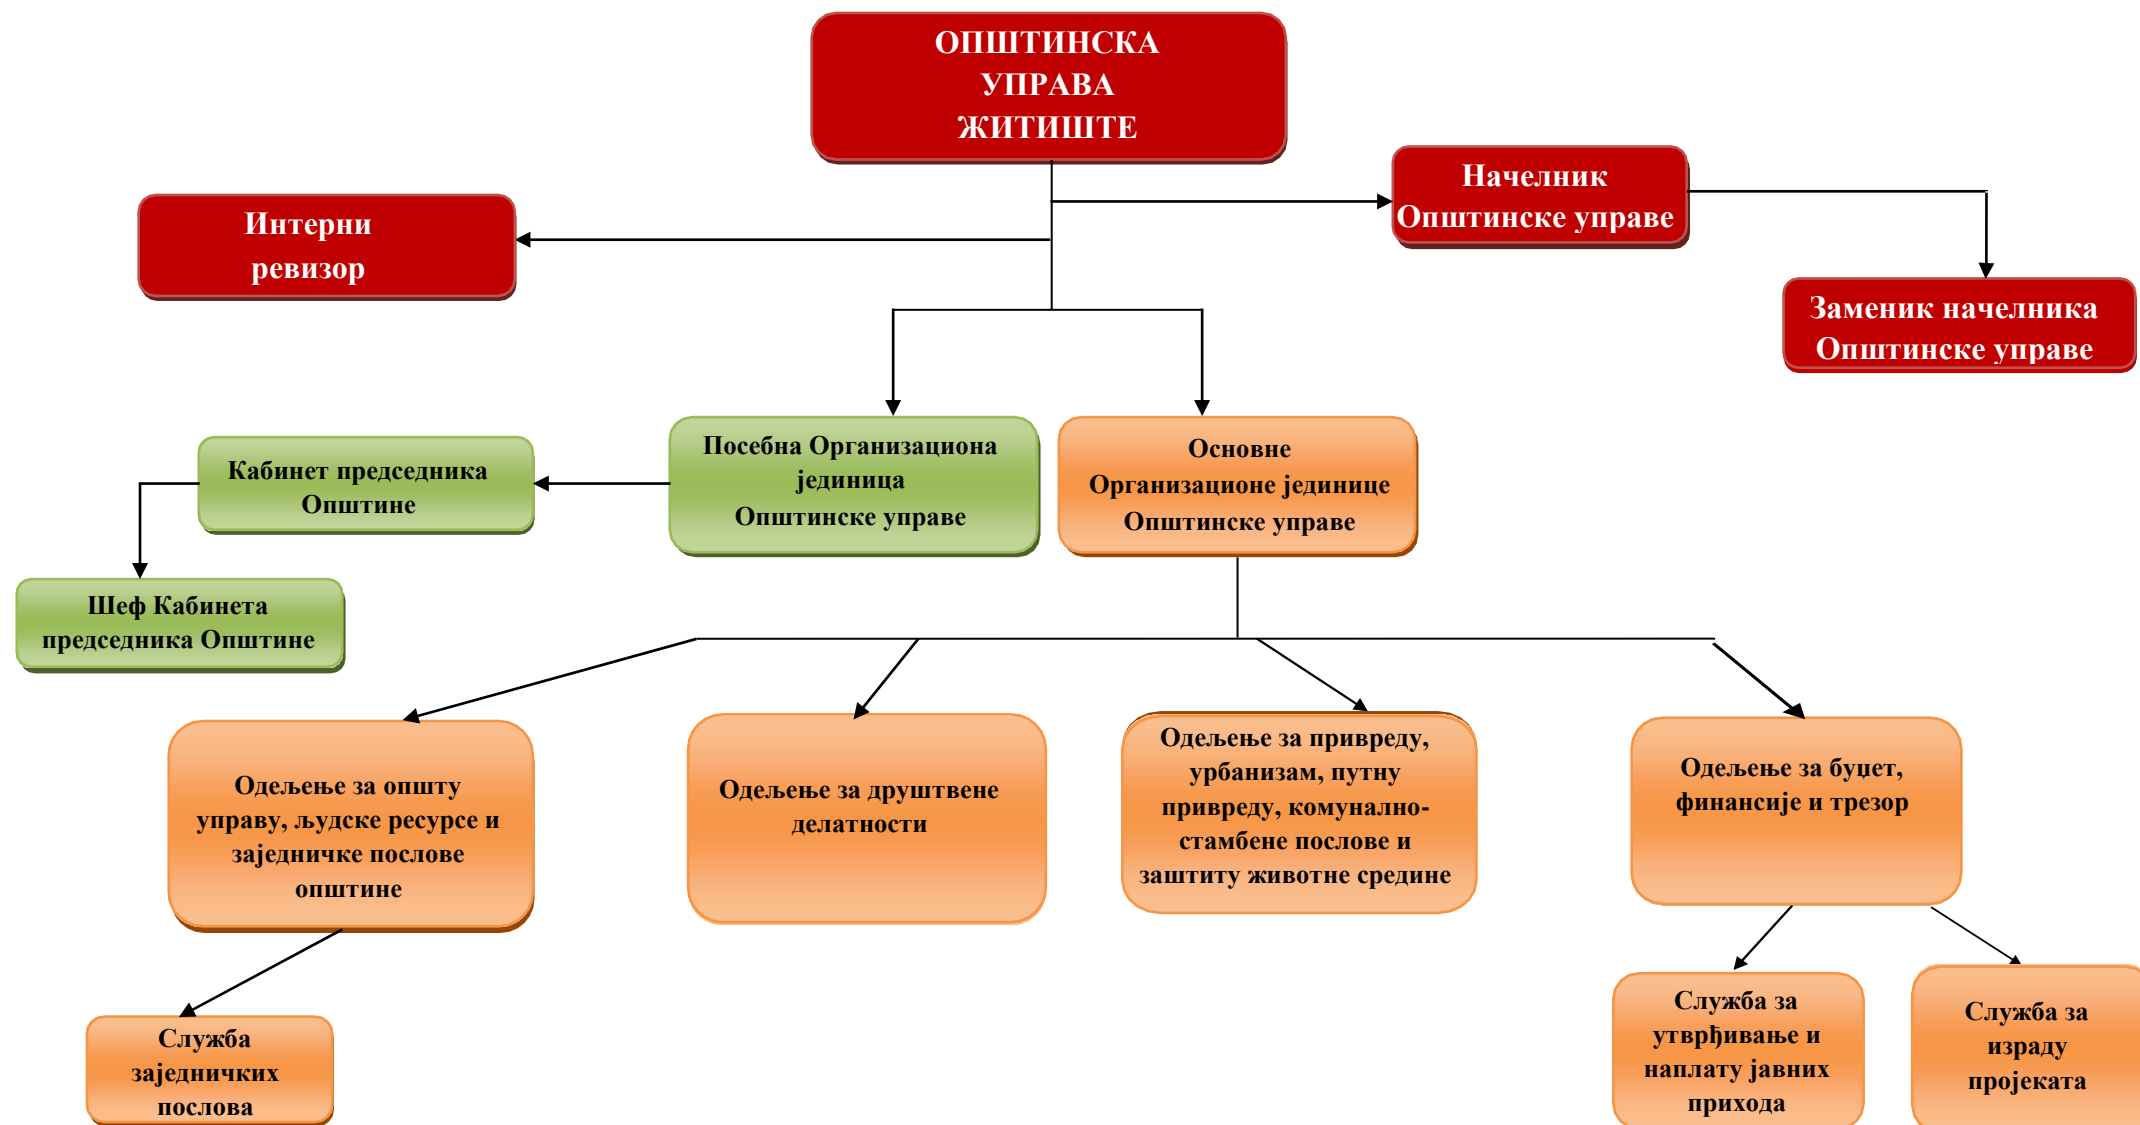 ОПШТИНСКА
УПРАВА
ЖИТИШТЕ
Начелник
Општинске управе
Интерни
ревизор
Заменик начелника
Општинске управе
Посебна Организациона
јединица
Општинске управе
Основне
Организационе јединице
Општинске управе
Кабинет председника
Општине
Шеф Кабинета
председника Општине
Одељење за општу
управу, људске ресурсе и
заједничке послове
општине
Одељење за друштвене
делатности
Одељење за привреду,
урбанизам, путну
привреду, комунално-
стамбене послове и
заштиту животне средине
Одељење за буџет,
финансије и трезор
Служба
заједничких
послова
Служба за
утврђивање и
наплату јавних
прихода
Служба за
израду
пројеката